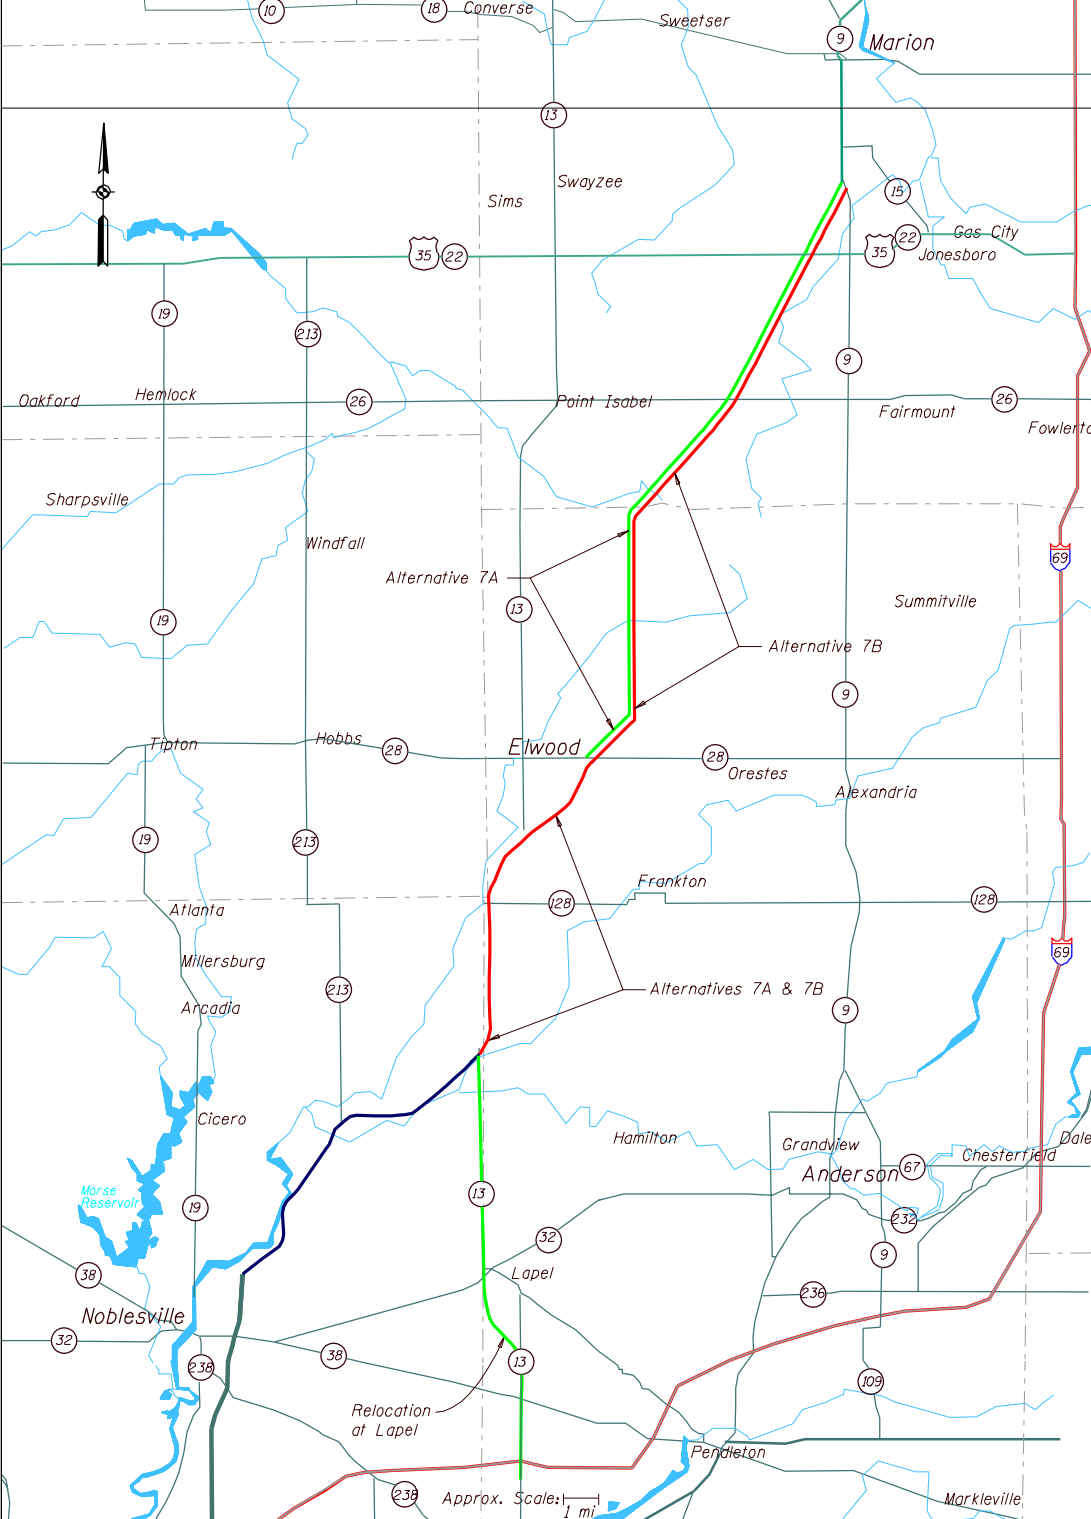 10
18
Converse
Sweetser
9
Marion
13
Swayzee
Sims
15
35
22
35
22
Gas City
Jonesboro
19
213
9
Oakford
Hemlock
26
Point Isabel
Fairmount
26
Fowlerto
Sharpsville
Windfall
69
Alternative 7A
13
Summitville
19
Alternative 7B
9
Tipton
Hobbs
28
Elwood
28
Orestes
Alexandria
19
213
Frankton
128
128
Atlanta
Millersburg
69
213
Alternatives 7A & 7B
Arcadia
9
Cicero
Hamilton
Grandview
Dale
Chesterfield
67
Anderson
Morse
Reservoir
19
13
232
32
9
38
Lapel
236
Noblesville
32
38
13
238
109
Relocation
at Lapel
Pendleton
238
Approx. Scale:
1 mi
Markleville